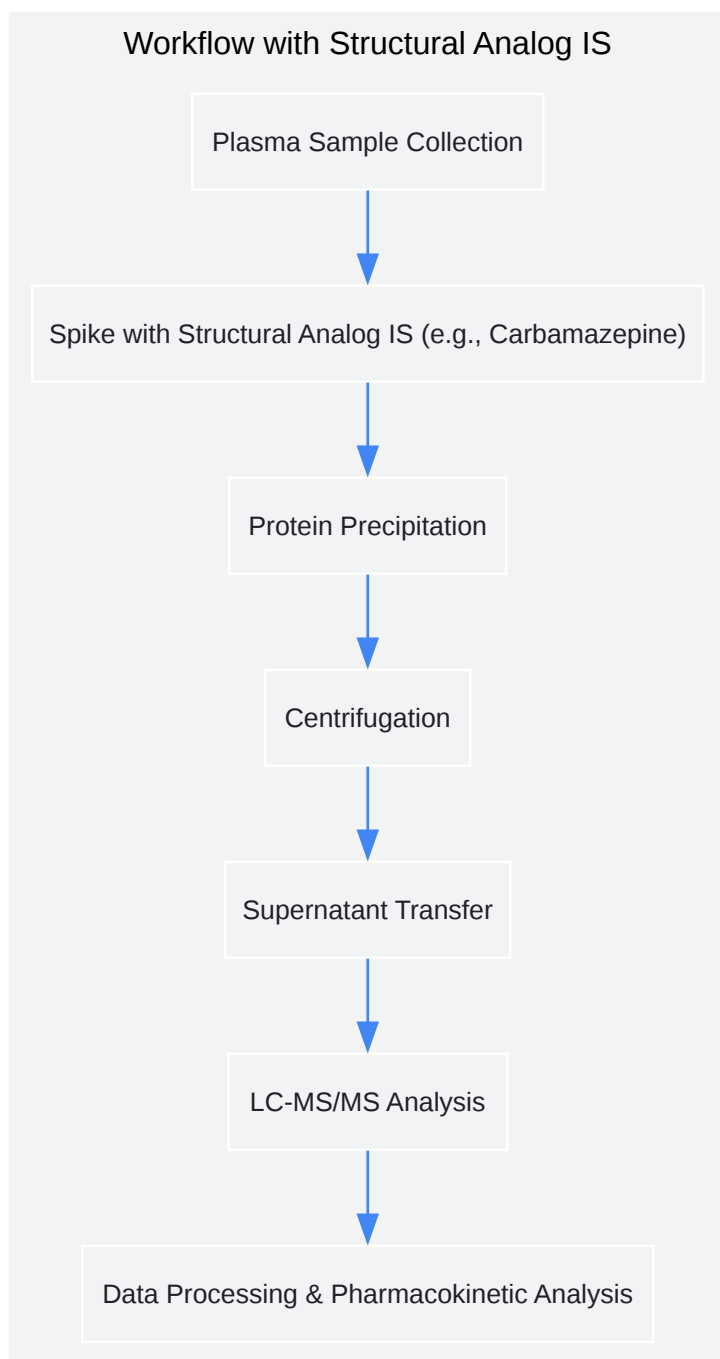 Workflow with Structural Analog IS
Plasma Sample Collection
Spike with Structural Analog IS (e.g., Carbamazepine)
Protein Precipitation
Centrifugation
Supernatant Transfer
LC-MS/MS Analysis
Data Processing & Pharmacokinetic Analysis